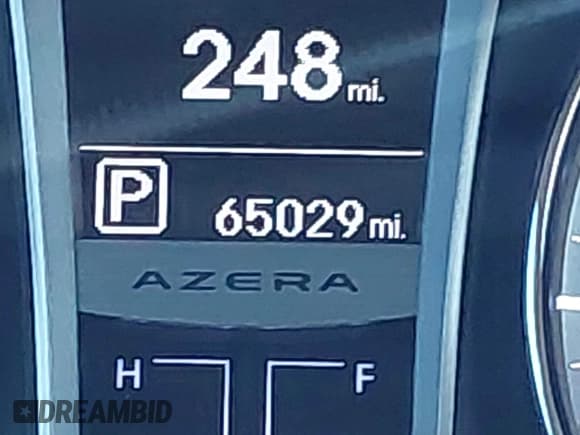 248 mi.
P 65029 mi.
AZERA
H F
DREAMBID